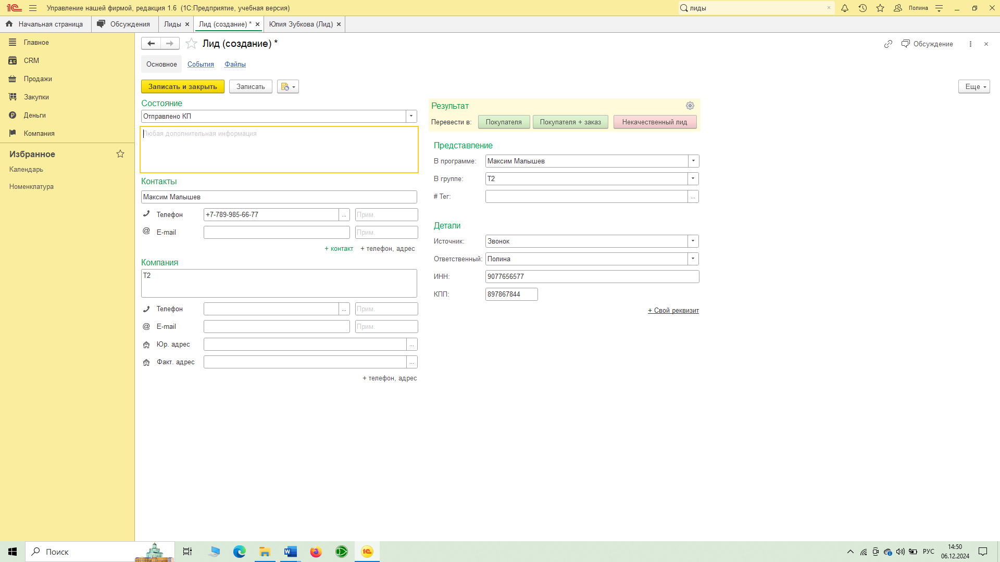 Управление нашей фирмой, редакция 1.6 (1С:Предприятие, учебная версия)
лиды
Полина
Начальная страница
Обсуждения
Лиды
Лид (создание) *
Юлия Зубкова (Лид)
Главное
CRM
Продажи
Закупки
Деньги
Компания
Избранное
Календарь
Номенклатура
Лид (создание) *
Обсуждение
Основное События Файлы
Записать и закрыть
Записать
Еще
Состояние
Отправлено КП
Любая дополнительная информация
Контакты
Максим Малышев
Телефон +7-789-985-66-77 ... Прим.
E-mail Прим.
+ контакт + телефон, адрес
Компания
Т2
Телефон ... Прим.
E-mail Прим.
Юр. адрес ...
Факт. адрес ...
+ телефон, адрес
Результат
Перевести в: Покупателя Покупателя + заказ Некачественный лид
Представление
В программе: Максим Малышев
В группе: Т2
# Тег: ...
Детали
Источник: Звонок
Ответственный: Полина
ИНН: 9077656577
КПП: 897867844
+ Свой реквизит
Поиск
РУС
14:50
06.12.2024